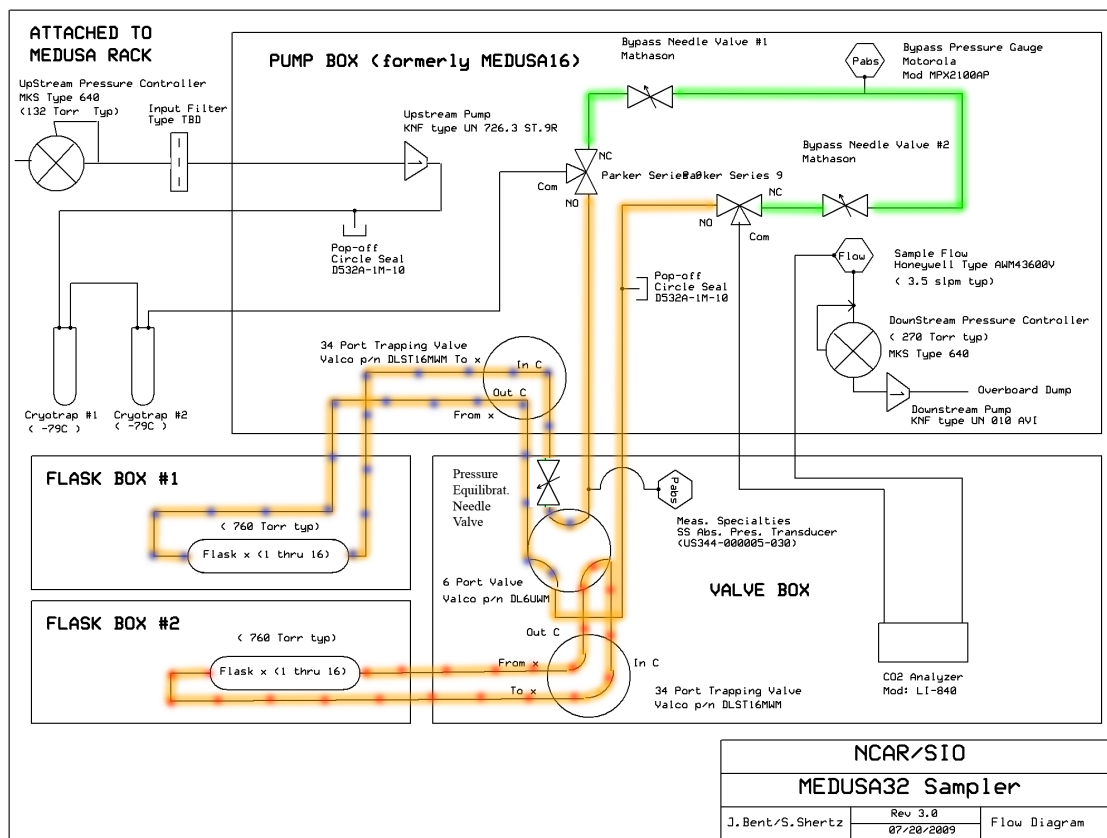 ATTACHED TO
MEDUSA RACK
UpStream Pressure Controller
MKS Type 640
(132 Torr Typ)
Input Filter
Type TBD
PUMP BOX (formerly MEDUSA16)
Upstream Pump
KNF type UN 726.3 ST.9R
Bypass Needle Valve #1
Mathason
Pabs
Bypass Pressure Gauge
Motorola
Mod MPX2100AP
NC
Com
NO
Parker Series
Bypass Needle Valve #2
Mathason
ker Series 9
NC
NO
Com
Pop-off
Circle Seal
D532A-1M-10
Pop-off
Circle Seal
D532A-1M-10
Flow
Sample Flow
Honeywell Type AWM43600V
( 3.5 slpm typ)
DownStream Pressure Controller
( 270 Torr typ)
MKS Type 640
Overboard Dump
Downstream Pump
KNF type UN 010 AVI
Cryotrap #1
( -79C )
Cryotrap #2
( -79C )
34 Port Trapping Valve
Valco p/n DLST16MWM
To x
In C
Out C
From x
FLASK BOX #1
( 760 Torr typ)
Flask x (1 thru 16)
Pressure
Equilibrat.
Needle
Valve
Pabs
Meas. Specialties
SS Abs. Pres. Transducer
(US344-000005-030)
6 Port Valve
Valco p/n DL6UWM
VALVE BOX
FLASK BOX #2
( 760 Torr typ)
Flask x (1 thru 16)
Out C
From x
In C
To x
34 Port Trapping Valve
Valco p/n DLST16MWM
CO2 Analyzer
Mod: LI-840
NCAR/SIO
MEDUSA32 Sampler
J.Bent/S.Shertz
Rev 3.0
07/20/2009
Flow Diagram